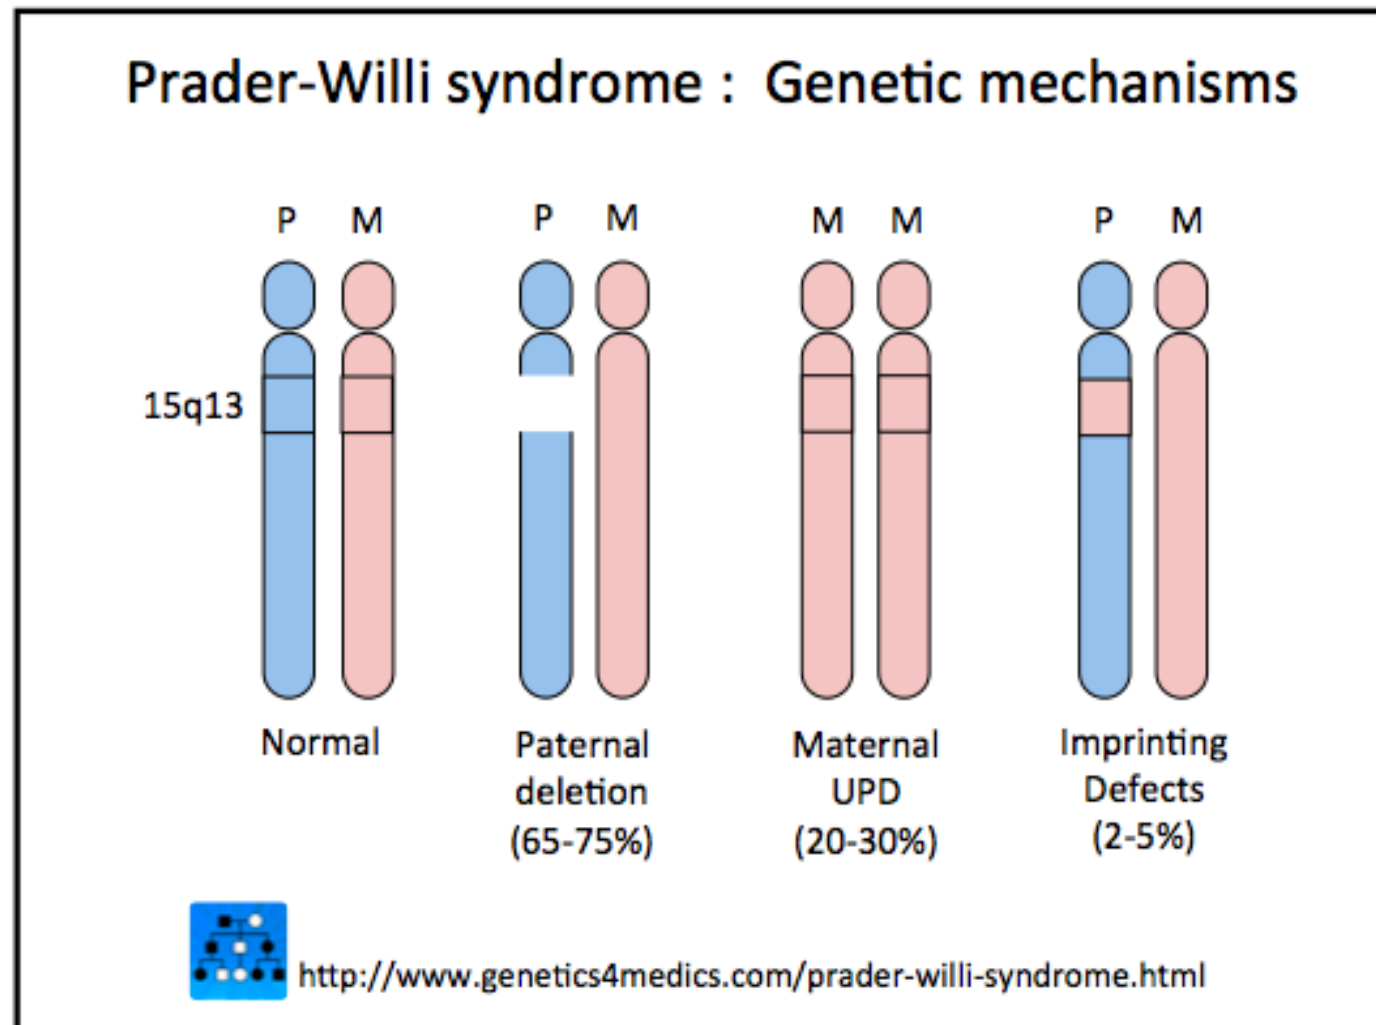 Prader-Willi syndrome :  Genetic mechanisms
P M P M M M P M
15q13
Normal
Paternal
deletion
(65-75%)
Maternal
UPD
(20-30%)
Imprinting
Defects
(2-5%)
http://www.genetics4medics.com/prader-willi-syndrome.html